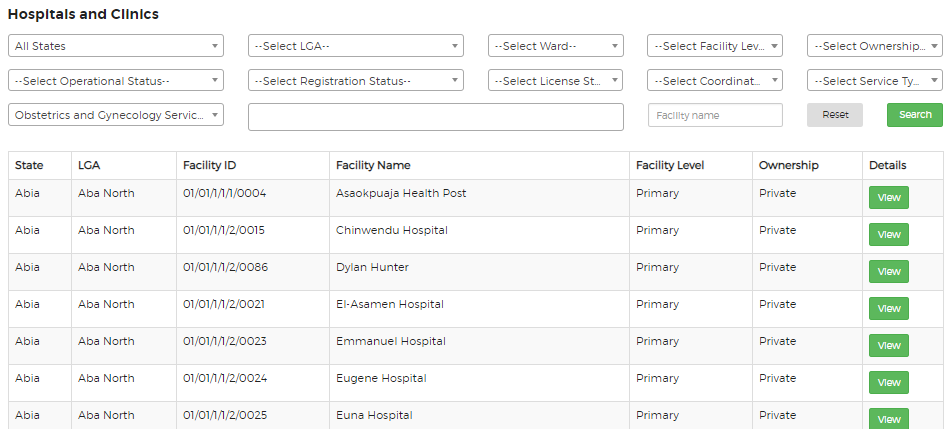 Hospitals and Clinics
All States --Select LGA-- --Select Ward-- --Select Facility Lev... --Select Ownership...
--Select Operational Status-- --Select Registration Status-- --Select License St... --Select Coordinat... --Select Service Ty...
Obstetrics and Gynecology Servic... Facility name Reset Search
State LGA Facility ID Facility Name Facility Level Ownership Details
Abia Aba North 01/01/1/1/1/0004 Asaokpuaja Health Post Primary Private View
Abia Aba North 01/01/1/1/2/0015 Chinwendu Hospital Primary Private View
Abia Aba North 01/01/1/1/2/0086 Dylan Hunter Primary Private View
Abia Aba North 01/01/1/1/2/0021 El-Asamen Hospital Primary Private View
Abia Aba North 01/01/1/1/2/0023 Emmanuel Hospital Primary Private View
Abia Aba North 01/01/1/1/2/0024 Eugene Hospital Primary Private View
Abia Aba North 01/01/1/1/2/0025 Euna Hospital Primary Private View